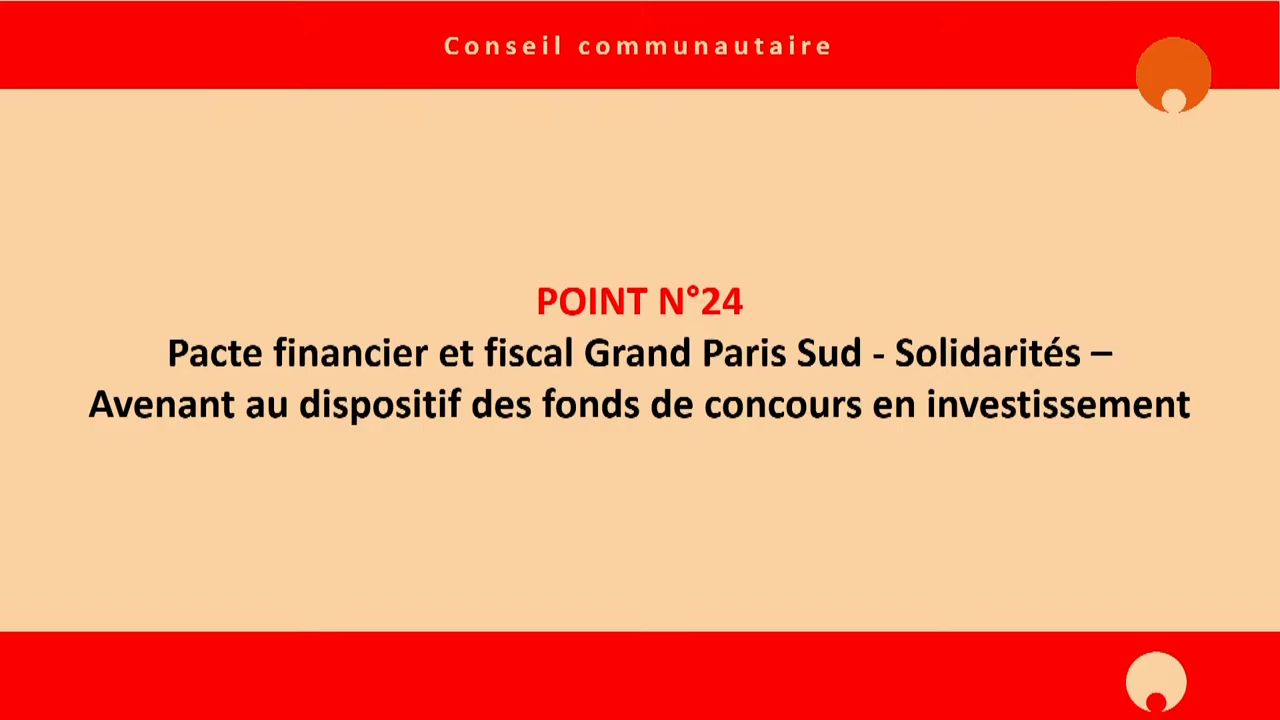 Conseil communautaire
POINT N°24
Pacte financier et fiscal Grand Paris Sud - Solidarités –
Avenant au dispositif des fonds de concours en investissement